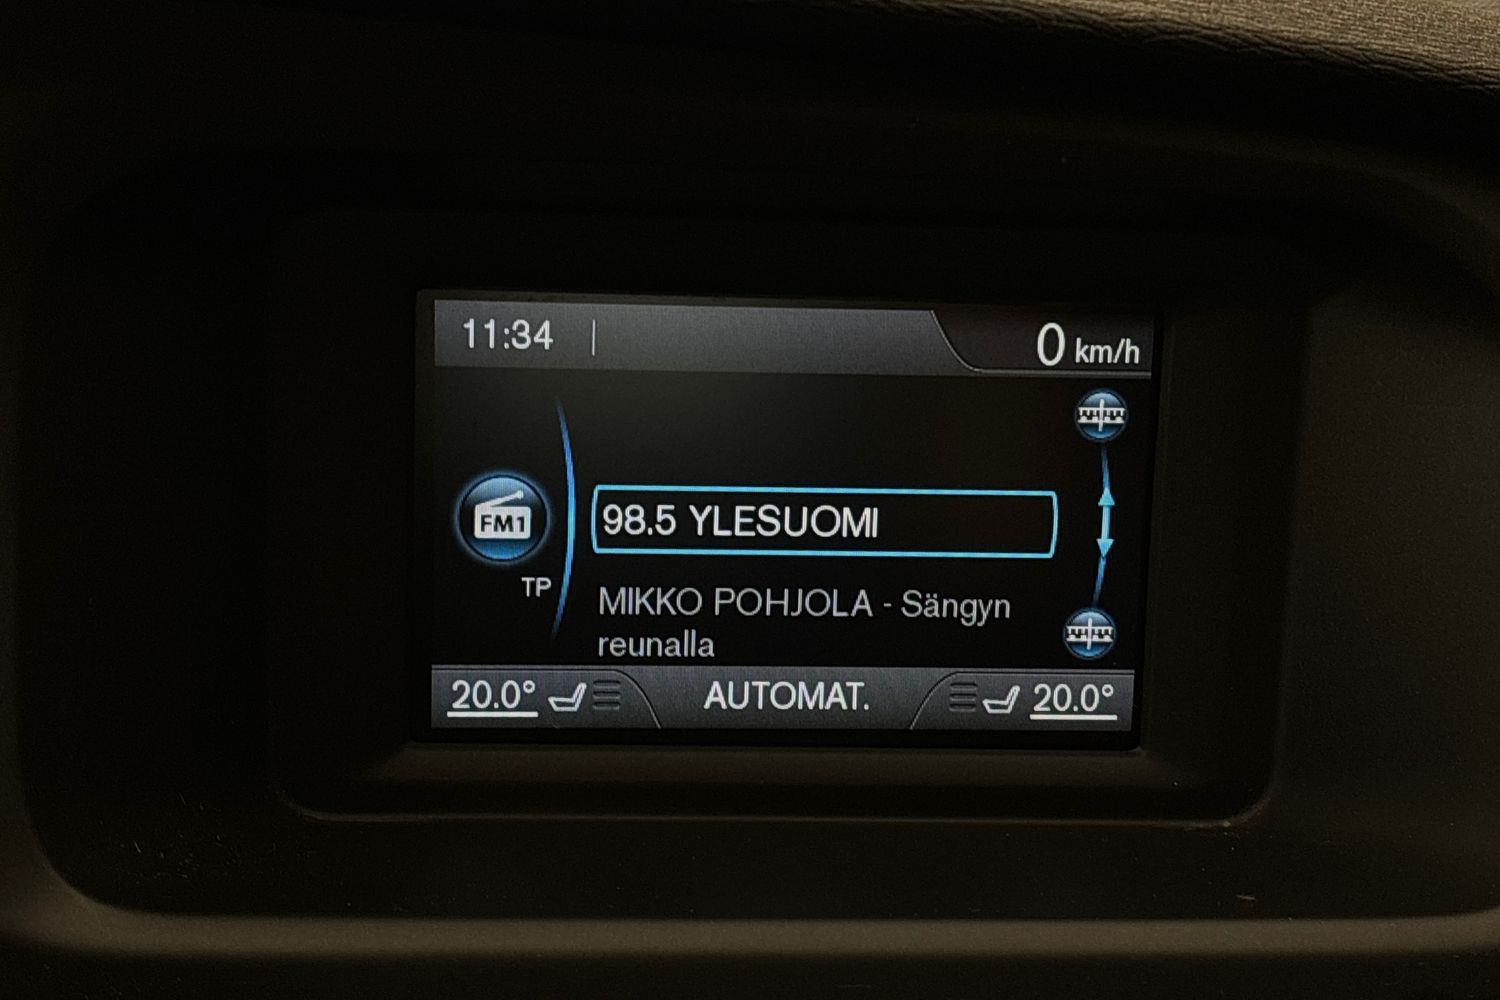 11:34
0 km/h
98.5 YLESUOMI
FM1
TP
MIKKO POHJOLA - Sängyn
reunalla
20.0° AUTOMAT. 20.0°